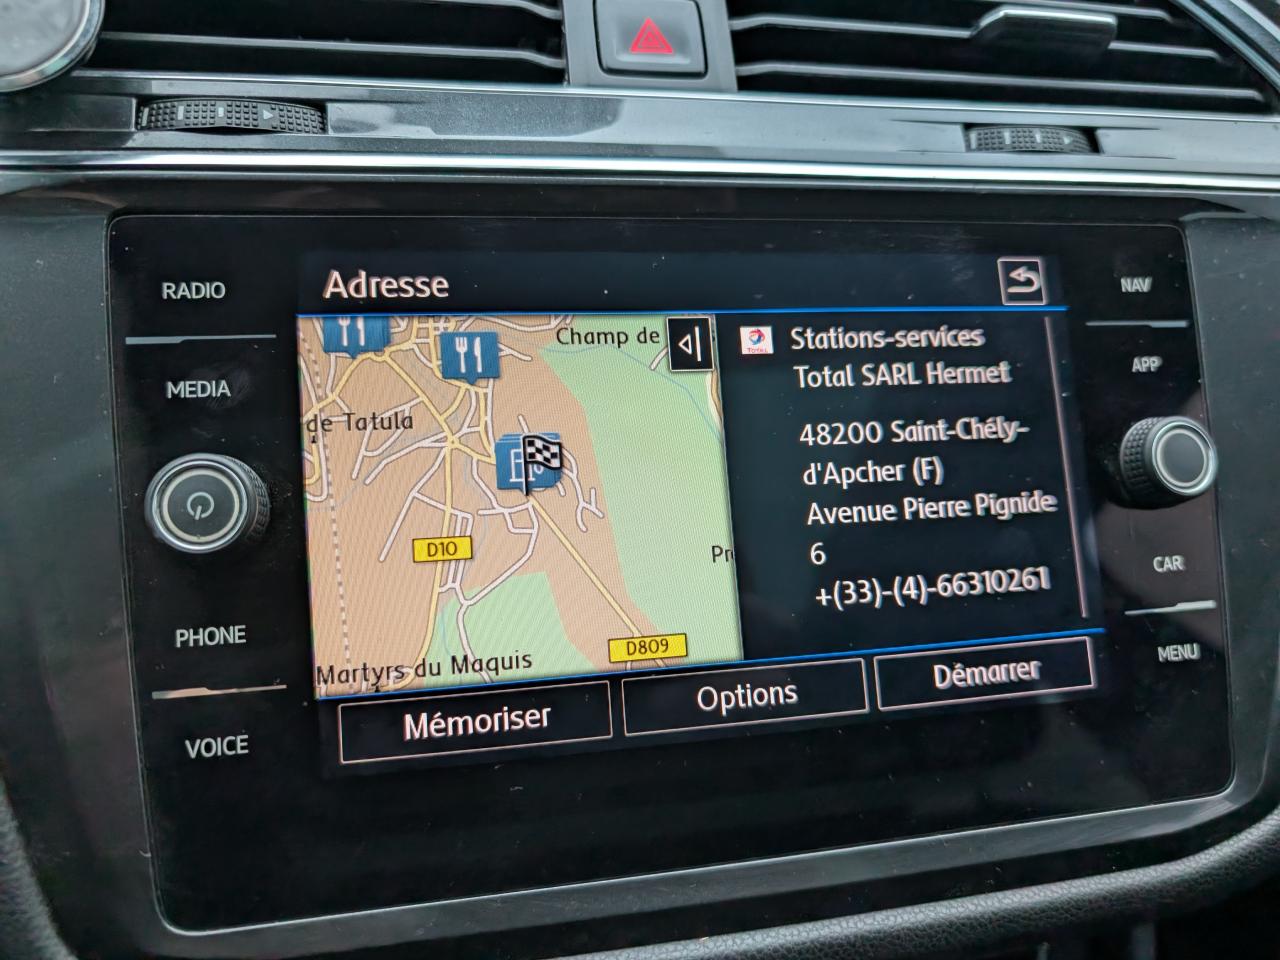 RADIO
MEDIA
PHONE
VOICE
Adresse
Champ de
de Tatula
D10
D809
Martyrs du Maquis
TOTAL
Stations-services
Total SARL Hermet
48200 Saint-Chély-
d'Apcher (F)
Avenue Pierre Pignide
6
+(33)-(4)-66310261
Mémoriser
Options
Démarrer
NAV
APP
CAR
MENU